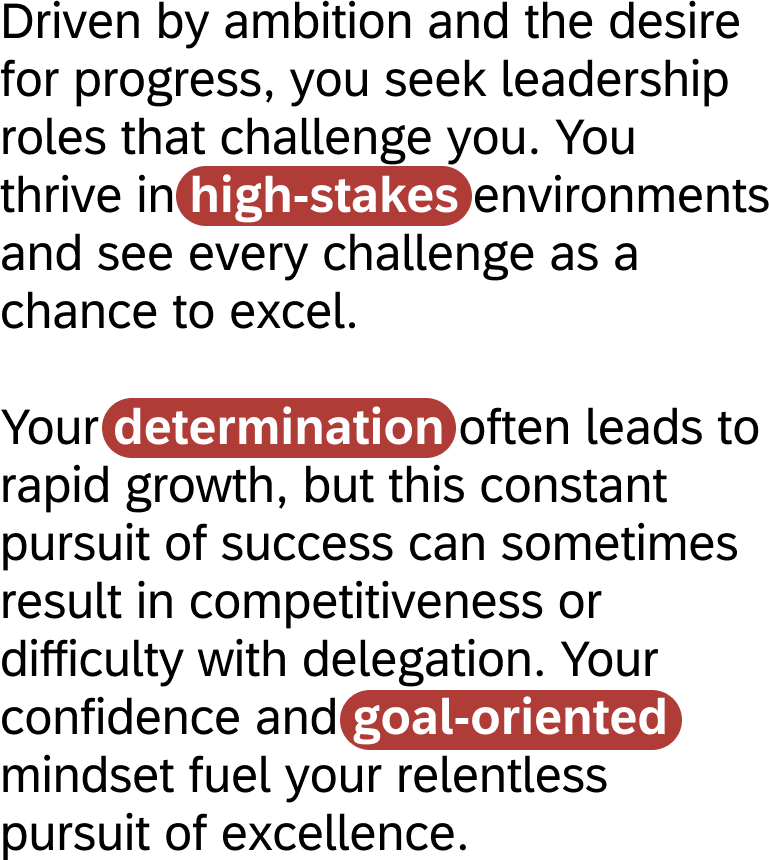 Driven by ambition and the desire
for progress, you seek leadership
roles that challenge you. You
thrive in high-stakes environments
and see every challenge as a
chance to excel.
Your determination often leads to
rapid growth, but this constant
pursuit of success can sometimes
result in competitiveness or
difficulty with delegation. Your
confidence and goal-oriented
mindset fuel your relentless
pursuit of excellence.